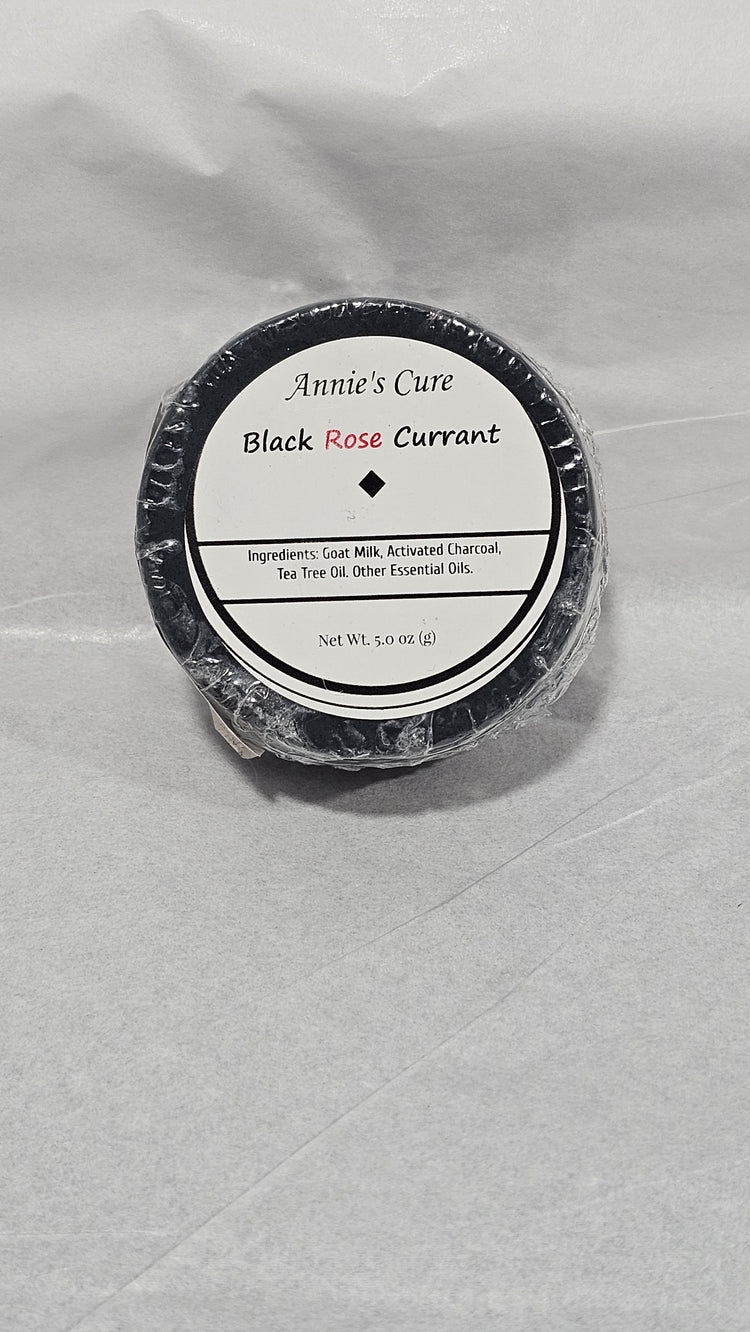 Annie's Cure
Black Rose Currant
Ingredients: Goat Milk, Activated Charcoal,
Tea Tree Oil. Other Essential Oils.
Net Wt. 5.0 oz (g)